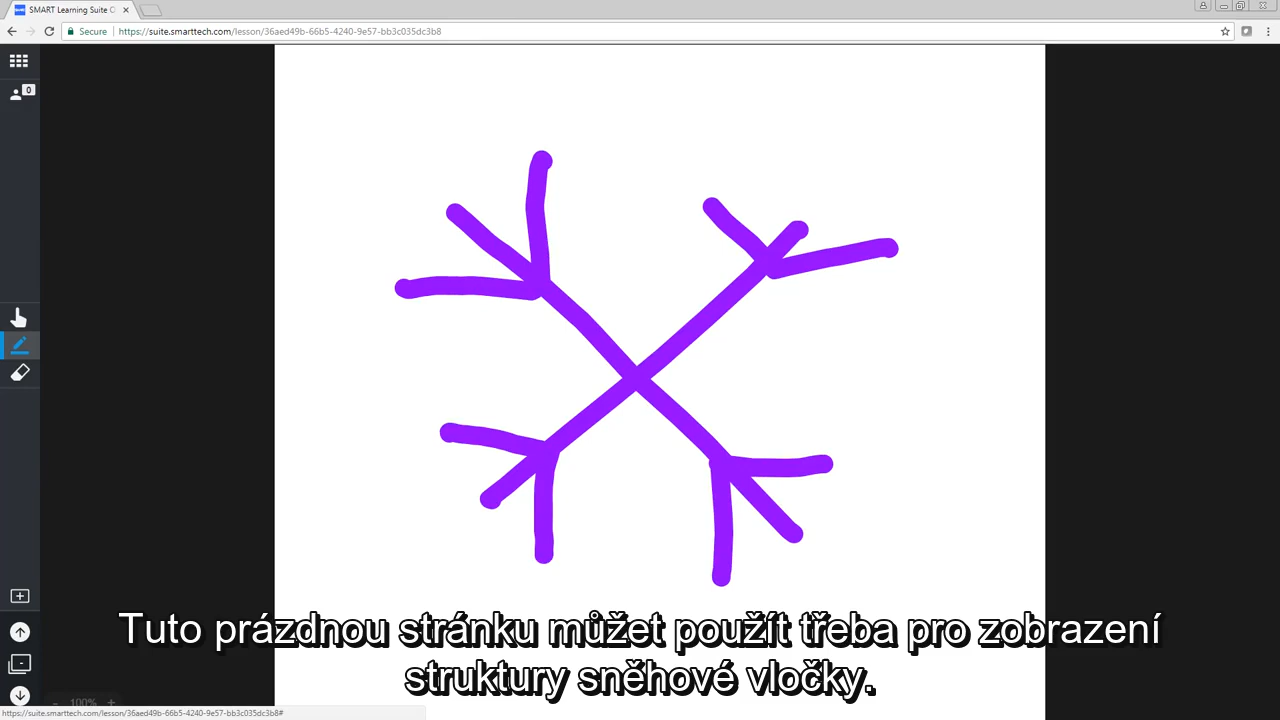 SMART Learning Suite O
Secure https://suite.smarttech.com/lesson/36aed49b-66b5-4240-9e57-bb3c035dc3b8
0
Tuto prázdnou stránku můžet použít třeba pro zobrazení
struktury sněhové vločky.
- 100% +
https://suite.smarttech.com/lesson/36aed49b-66b5-4240-9e57-bb3c035dc3b8#